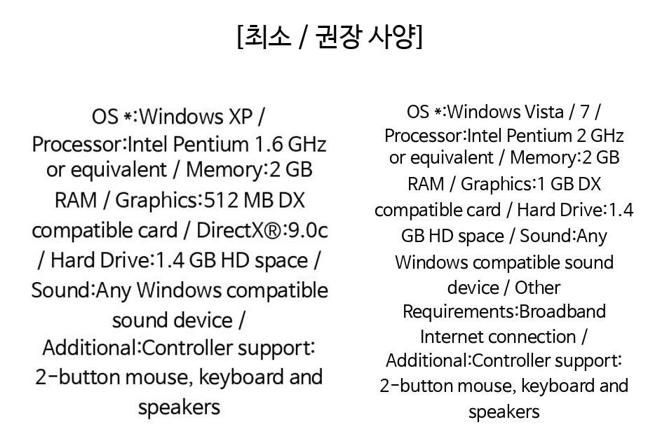 [최소 / 권장 사양]
OS *:Windows XP /
Processor:Intel Pentium 1.6 GHz
or equivalent / Memory:2 GB
RAM / Graphics:512 MB DX
compatible card / DirectX®:9.0c
/ Hard Drive:1.4 GB HD space /
Sound:Any Windows compatible
sound device /
Additional:Controller support:
2-button mouse, keyboard and
speakers
OS *:Windows Vista / 7 /
Processor:Intel Pentium 2 GHz
or equivalent / Memory:2 GB
RAM / Graphics:1 GB DX
compatible card / Hard Drive:1.4
GB HD space / Sound:Any
Windows compatible sound
device / Other
Requirements:Broadband
Internet connection /
Additional:Controller support:
2-button mouse, keyboard and
speakers